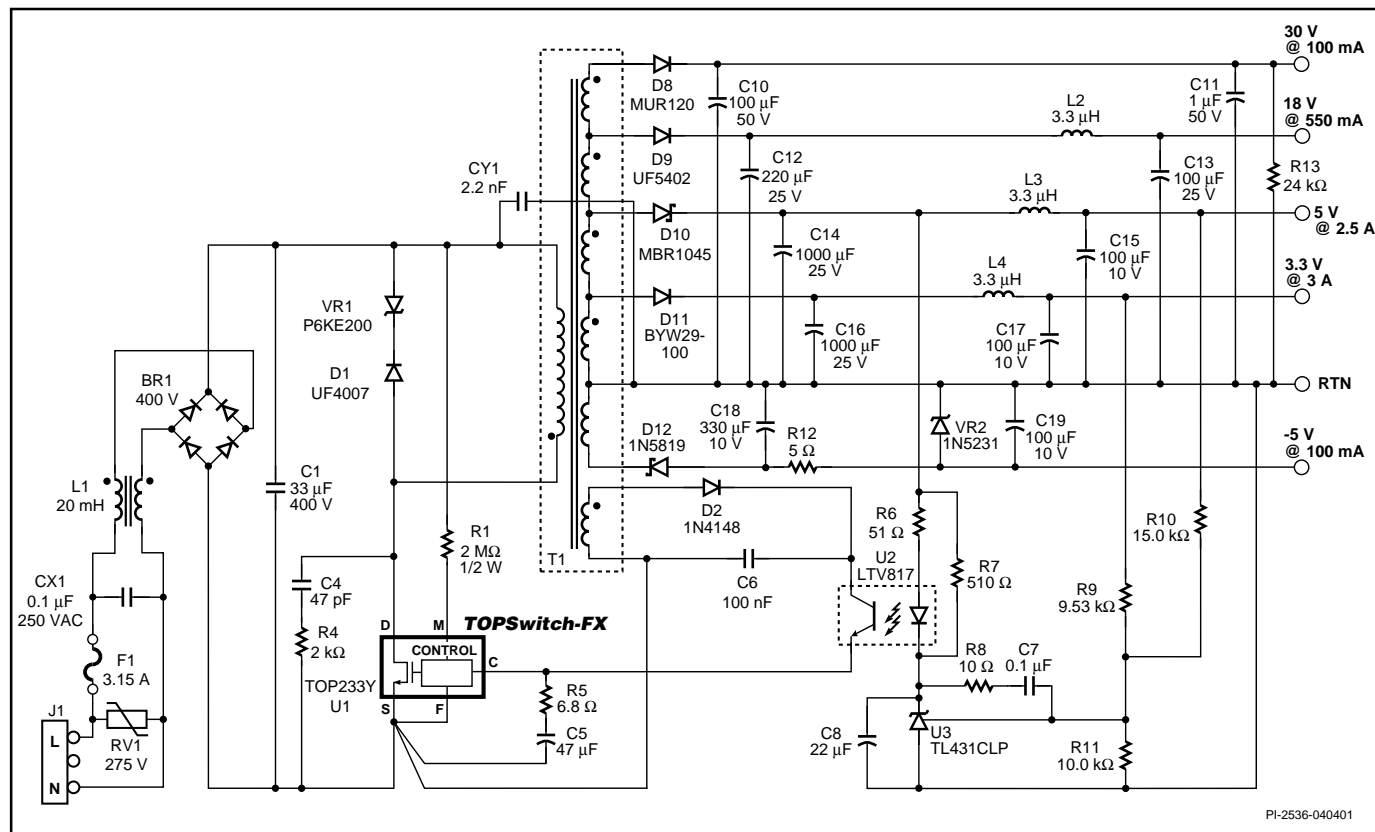 30 V
@ 100 mA
D8
MUR120
C10
100 µF
50 V
C11
1 µF
50 V
L2
3.3 µH
18 V
@ 550 mA
D9
UF5402
C12
220 µF
25 V
C13
100 µF
25 V
R13
24 kΩ
CY1
2.2 nF
L3
3.3 µH
5 V
@ 2.5 A
D10
MBR1045
C14
1000 µF
25 V
C15
100 µF
10 V
L4
3.3 µH
3.3 V
@ 3 A
VR1
P6KE200
D11
BYW29-
100
C16
1000 µF
25 V
C17
100 µF
10 V
D1
UF4007
BR1
400 V
RTN
C18
330 µF
10 V
D12
1N5819
R12
5 Ω
VR2
1N5231
C19
100 µF
10 V
-5 V
@ 100 mA
C1
33 µF
400 V
L1
20 mH
D2
1N4148
R6
51 Ω
R10
15.0 kΩ
R1
2 MΩ
1/2 W
T1
C6
100 nF
U2
LTV817
R7
510 Ω
R9
9.53 kΩ
CX1
0.1 µF
250 VAC
C4
47 pF
R4
2 kΩ
TOPSwitch-FX
D
M
CONTROL
C
S
F
TOP233Y
U1
F1
3.15 A
R5
6.8 Ω
C5
47 µF
R8
10 Ω
C7
0.1 µF
J1
L
N
RV1
275 V
C8
22 µF
U3
TL431CLP
R11
10.0 kΩ
PI-2536-040401